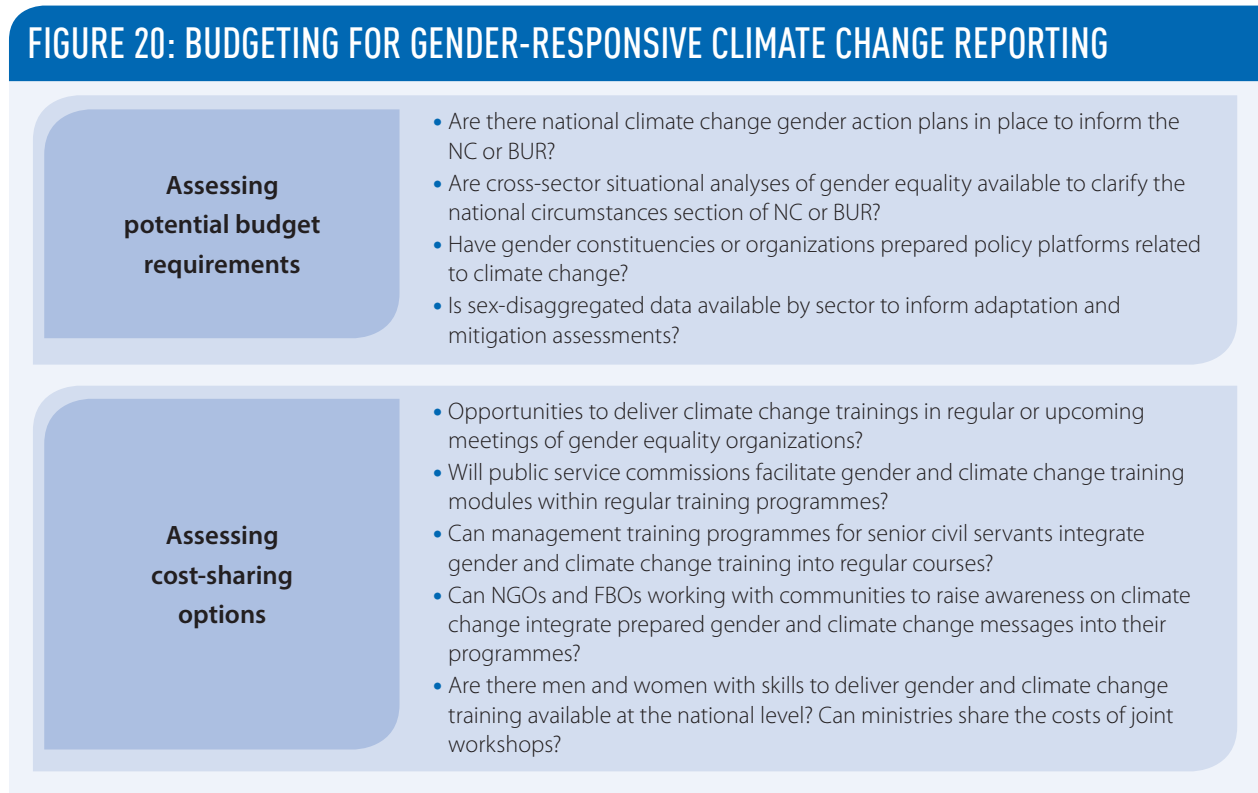 FIGURE 20: BUDGETING FOR GENDER-RESPONSIVE CLIMATE CHANGE REPORTING
Assessing
potential budget
requirements
• Are there national climate change gender action plans in place to inform the
NC or BUR?
• Are cross-sector situational analyses of gender equality available to clarify the
national circumstances section of NC or BUR?
• Have gender constituencies or organizations prepared policy platforms related
to climate change?
• Is sex-disaggregated data available by sector to inform adaptation and
mitigation assessments?
Assessing
cost-sharing
options
• Opportunities to deliver climate change trainings in regular or upcoming
meetings of gender equality organizations?
• Will public service commissions facilitate gender and climate change training
modules within regular training programmes?
• Can management training programmes for senior civil servants integrate
gender and climate change training into regular courses?
• Can NGOs and FBOs working with communities to raise awareness on climate
change integrate prepared gender and climate change messages into their
programmes?
• Are there men and women with skills to deliver gender and climate change
training available at the national level? Can ministries share the costs of joint
workshops?